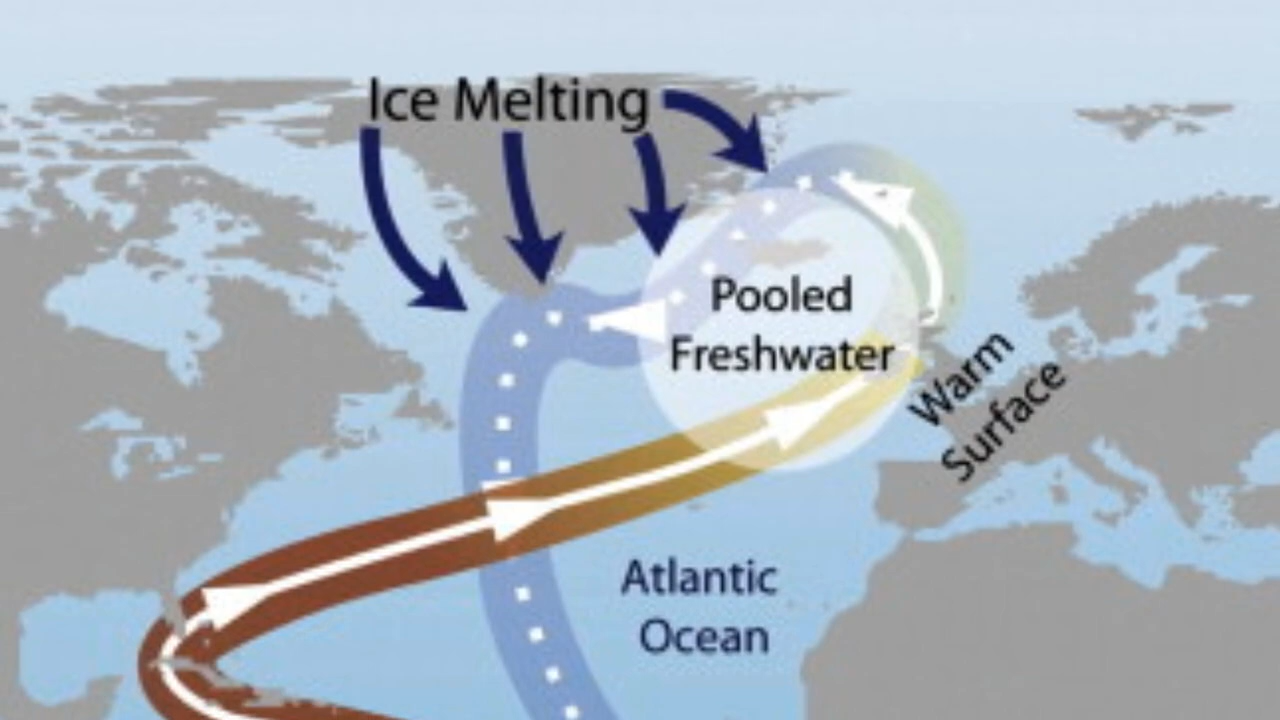 Ice Melting
Pooled
Freshwater
Warm
Surface
Atlantic
Ocean